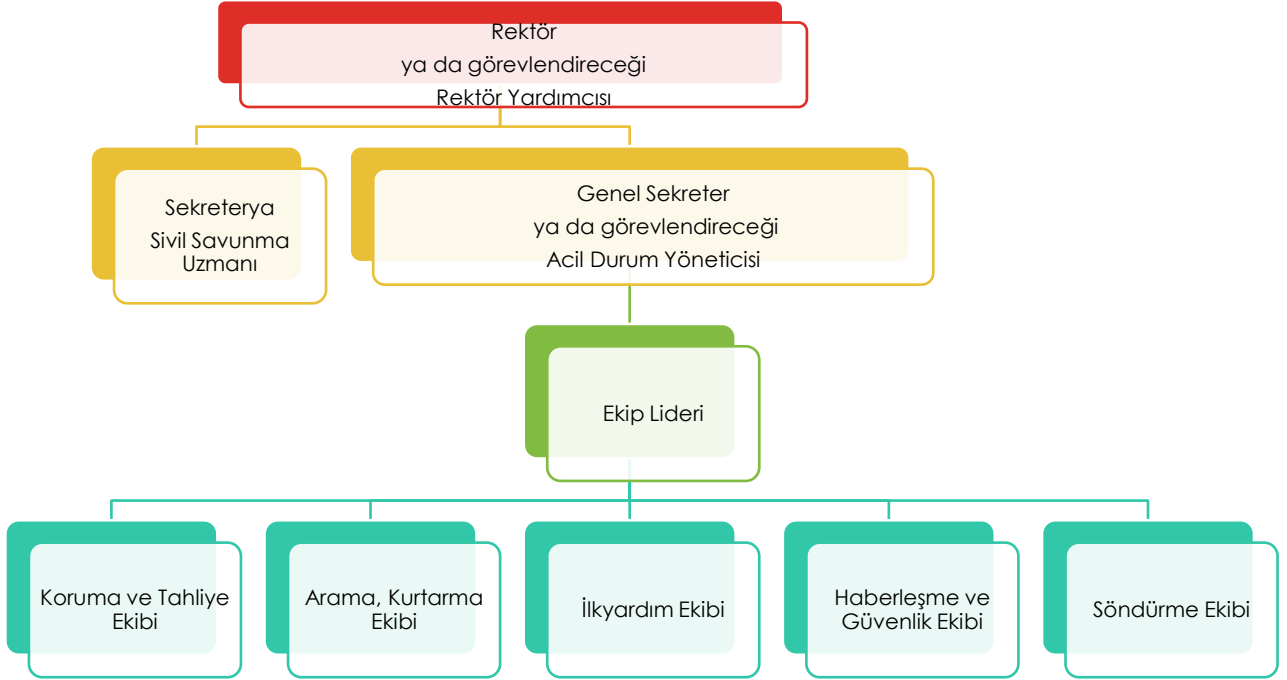 Rektör
ya da görevlendireceği
Rektör Yardımcısı
Sekreterya
Sivil Savunma
Uzmanı
Genel Sekreter
ya da görevlendireceği
Acil Durum Yöneticisi
Ekip Lideri
Koruma ve Tahliye
Ekibi
Arama, Kurtarma
Ekibi
İlkyardım Ekibi
Haberleşme ve
Güvenlik Ekibi
Söndürme Ekibi